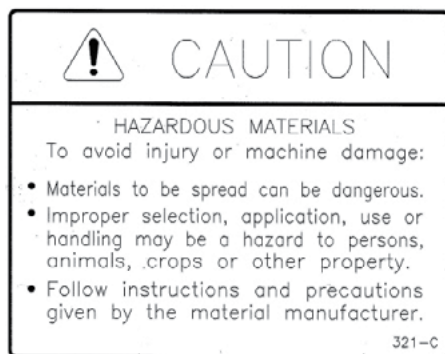 CAUTION
HAZARDOUS MATERIALS
To avoid injury or machine damage:
• Materials to be spread can be dangerous.
• Improper selection, application, use or
handling may be a hazard to persons,
animals, crops or other property.
• Follow instructions and precautions
given by the material manufacturer.
321-C